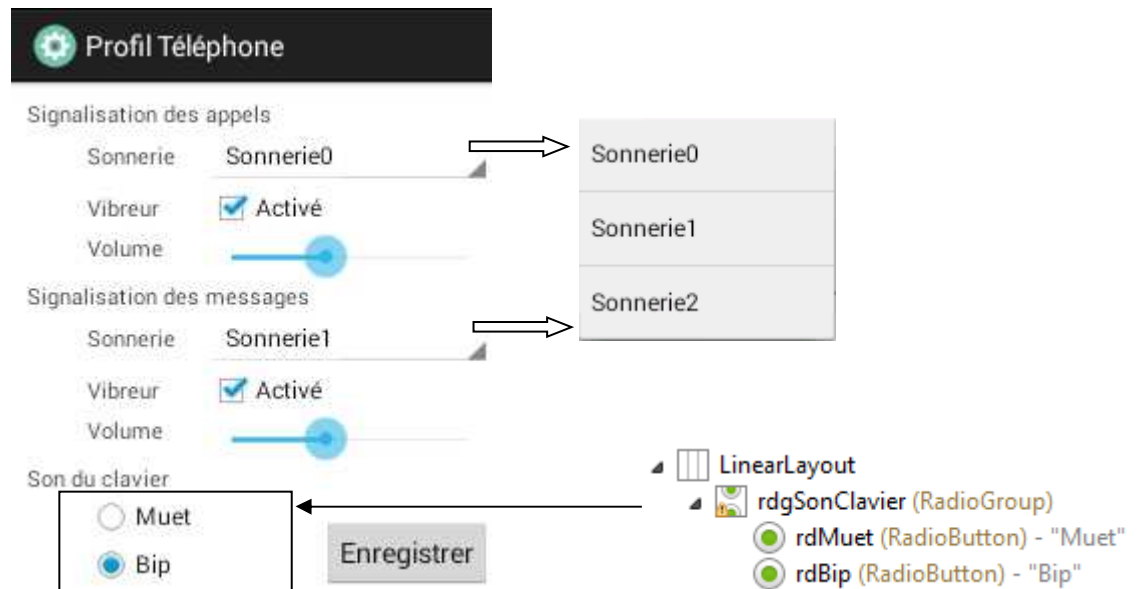 Profil Téléphone
Signalisation des appels
Sonnerie Sonnerie0
Vibreur Activé
Volume
Signalisation des messages
Sonnerie Sonnerie1
Vibreur Activé
Volume
Son du clavier
Muet
Bip
Enregistrer
Sonnerie0
Sonnerie1
Sonnerie2
LinearLayout
rdgSonClavier (RadioGroup)
rdMuet (RadioButton) - "Muet"
rdBip (RadioButton) - "Bip"